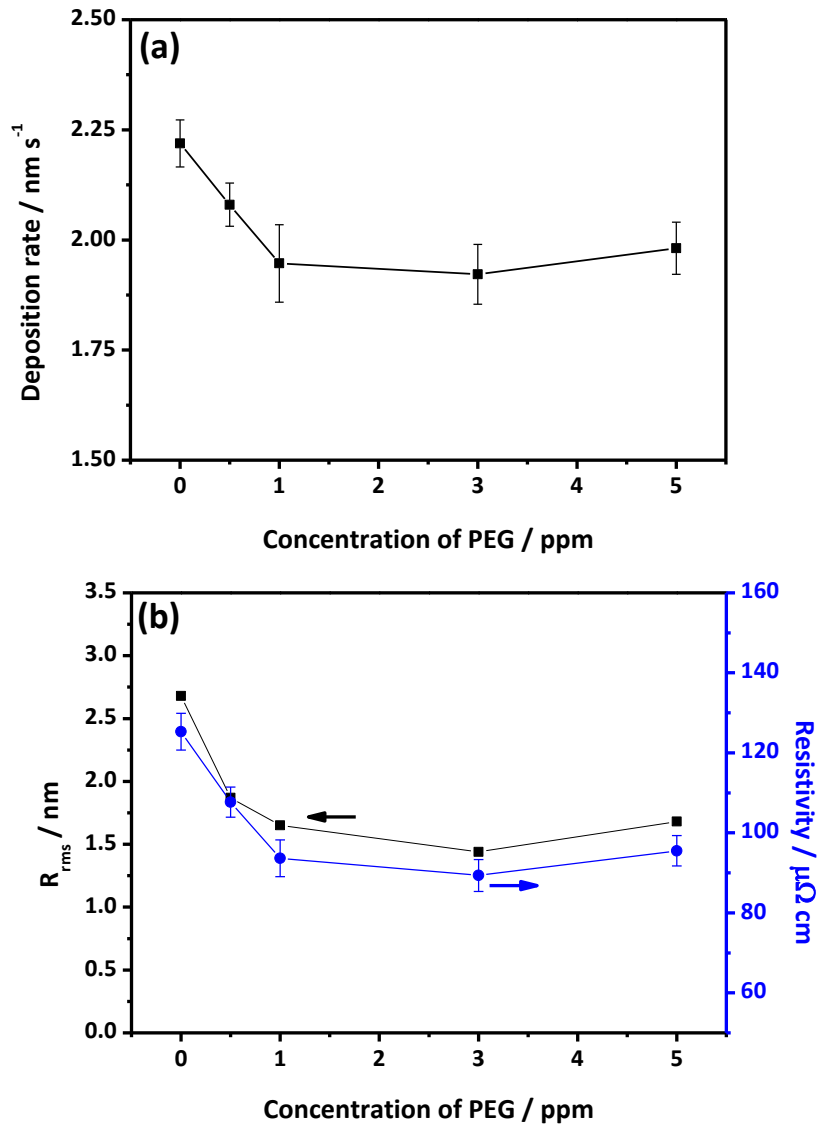 (a)
Deposition rate / nm s⁻¹
2.50
2.25
2.00
1.75
1.50
0 1 2 3 4 5
Concentration of PEG / ppm
(b)
R_rms / nm
3.5
3.0
2.5
2.0
1.5
1.0
0.5
0.0
160
140
120
100
80
60
Resistivity / μΩ cm
0 1 2 3 4 5
Concentration of PEG / ppm